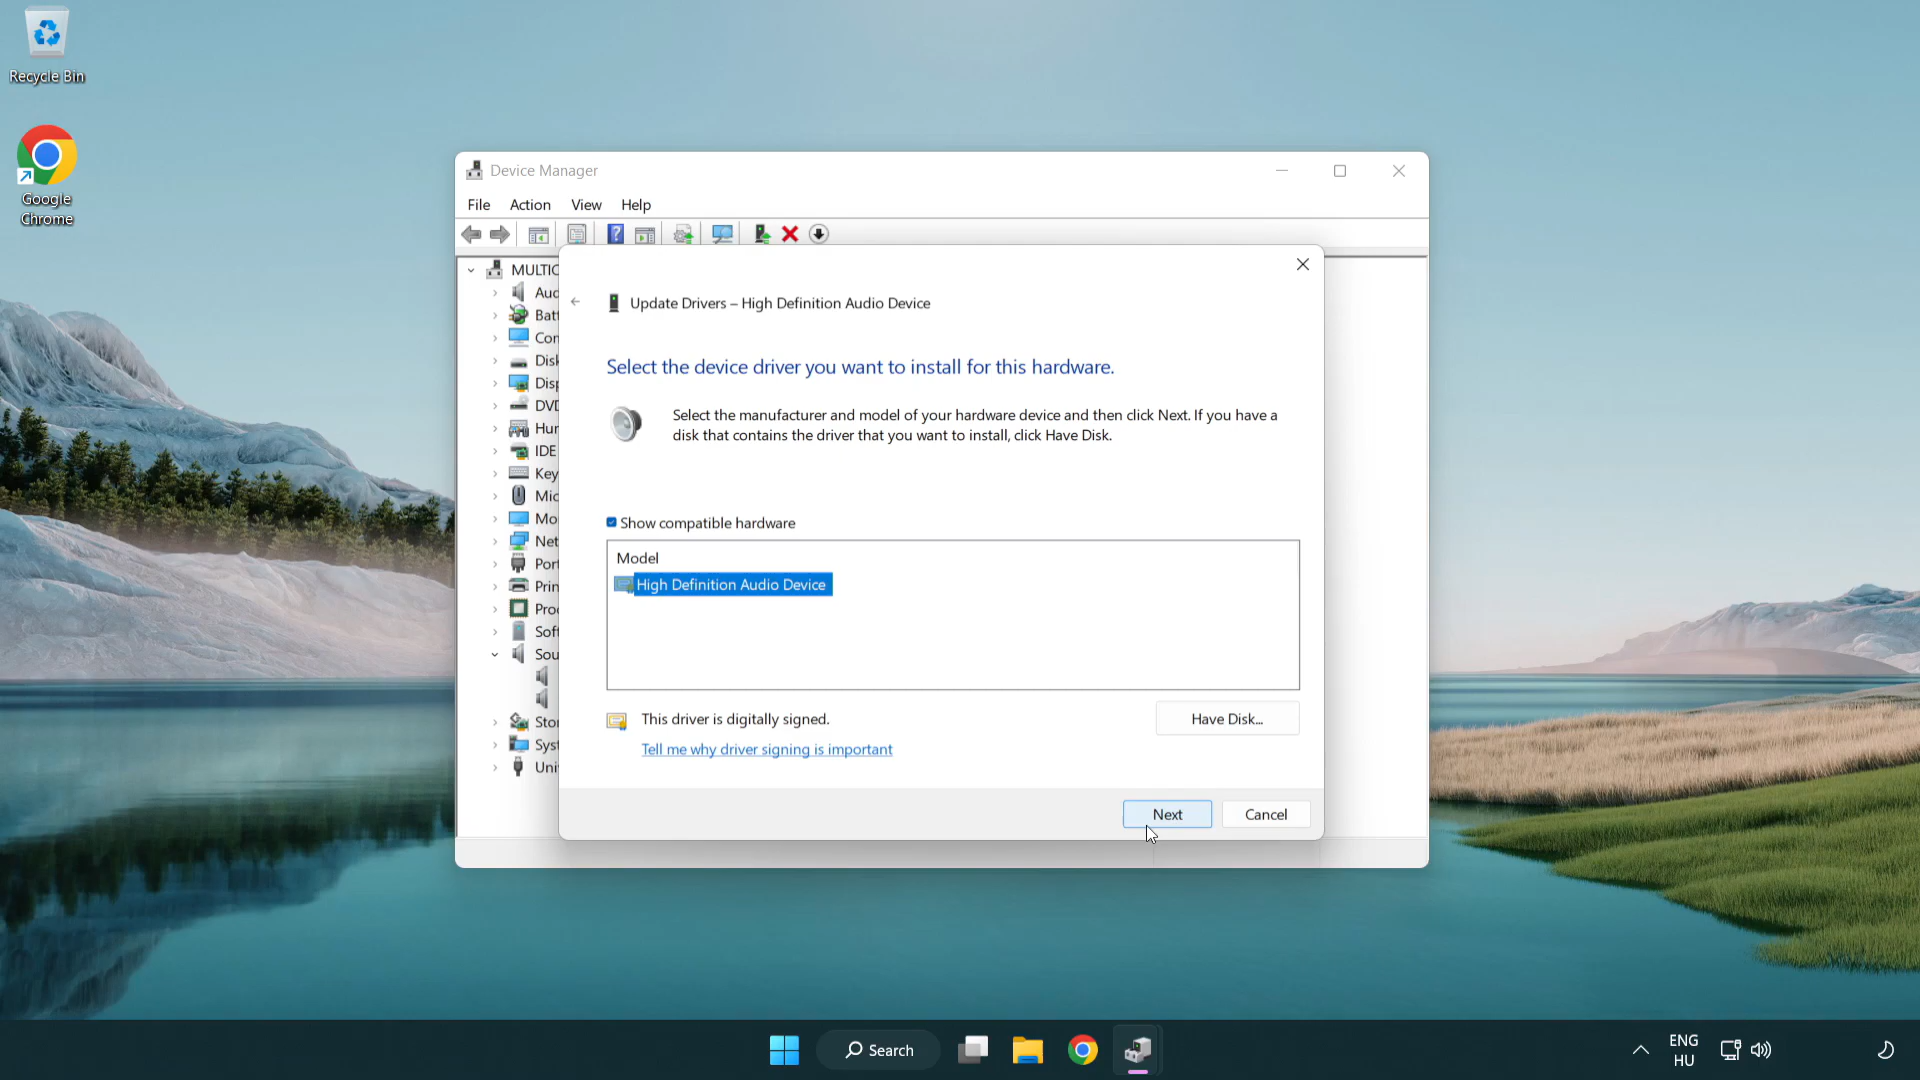 Recycle Bin
Google
Chrome
Device Manager
File Action View Help
MULTIC
Aud
Batt
Com
Disk
Disp
DVD
Hum
IDE
Key
Mic
Mo
Net
Port
Prin
Proc
Soft
Sou
Stor
Syst
Uni
Update Drivers – High Definition Audio Device
Select the device driver you want to install for this hardware.
Select the manufacturer and model of your hardware device and then click Next. If you have a
disk that contains the driver that you want to install, click Have Disk.
Show compatible hardware
Model
High Definition Audio Device
This driver is digitally signed.
Have Disk...
Tell me why driver signing is important
Next
Cancel
Search
ENG
HU